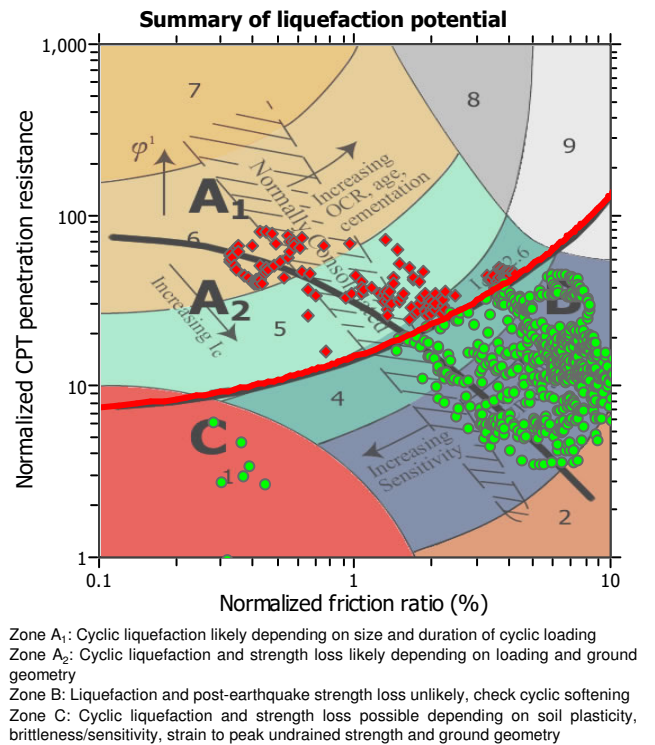 Summary of liquefaction potential
Normalized CPT penetration resistance
1,000
100
10
1
7
8
9
φ¹
A₁
Increasing
OCR, age,
cementation
Normally Consolidated
6
A₂
Increasing Ic
5
2.6
B
4
C
1
Increasing
Sensitivity
2
0.1
1
10
Normalized friction ratio (%)
Zone A₁: Cyclic liquefaction likely depending on size and duration of cyclic loading
Zone A₂: Cyclic liquefaction and strength loss likely depending on loading and ground
geometry
Zone B: Liquefaction and post-earthquake strength loss unlikely, check cyclic softening
Zone C: Cyclic liquefaction and strength loss possible depending on soil plasticity,
brittleness/sensitivity, strain to peak undrained strength and ground geometry